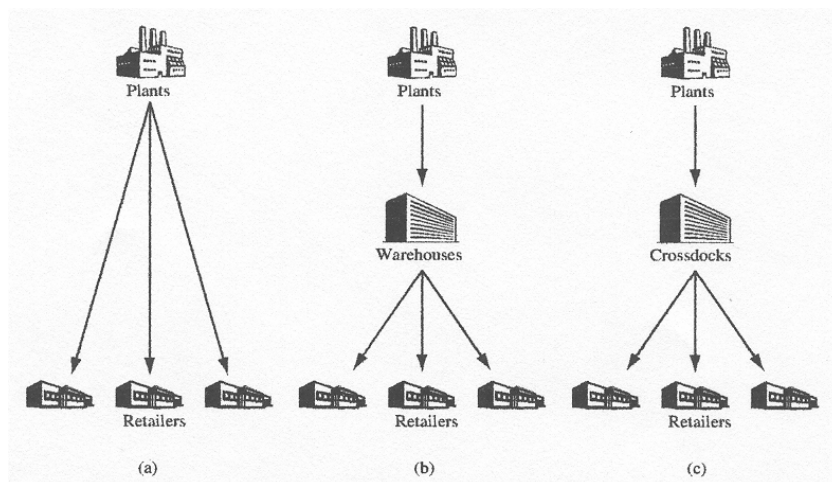 Plants
Plants
Plants
Warehouses
Crossdocks
Retailers
Retailers
Retailers
(a)
(b)
(c)